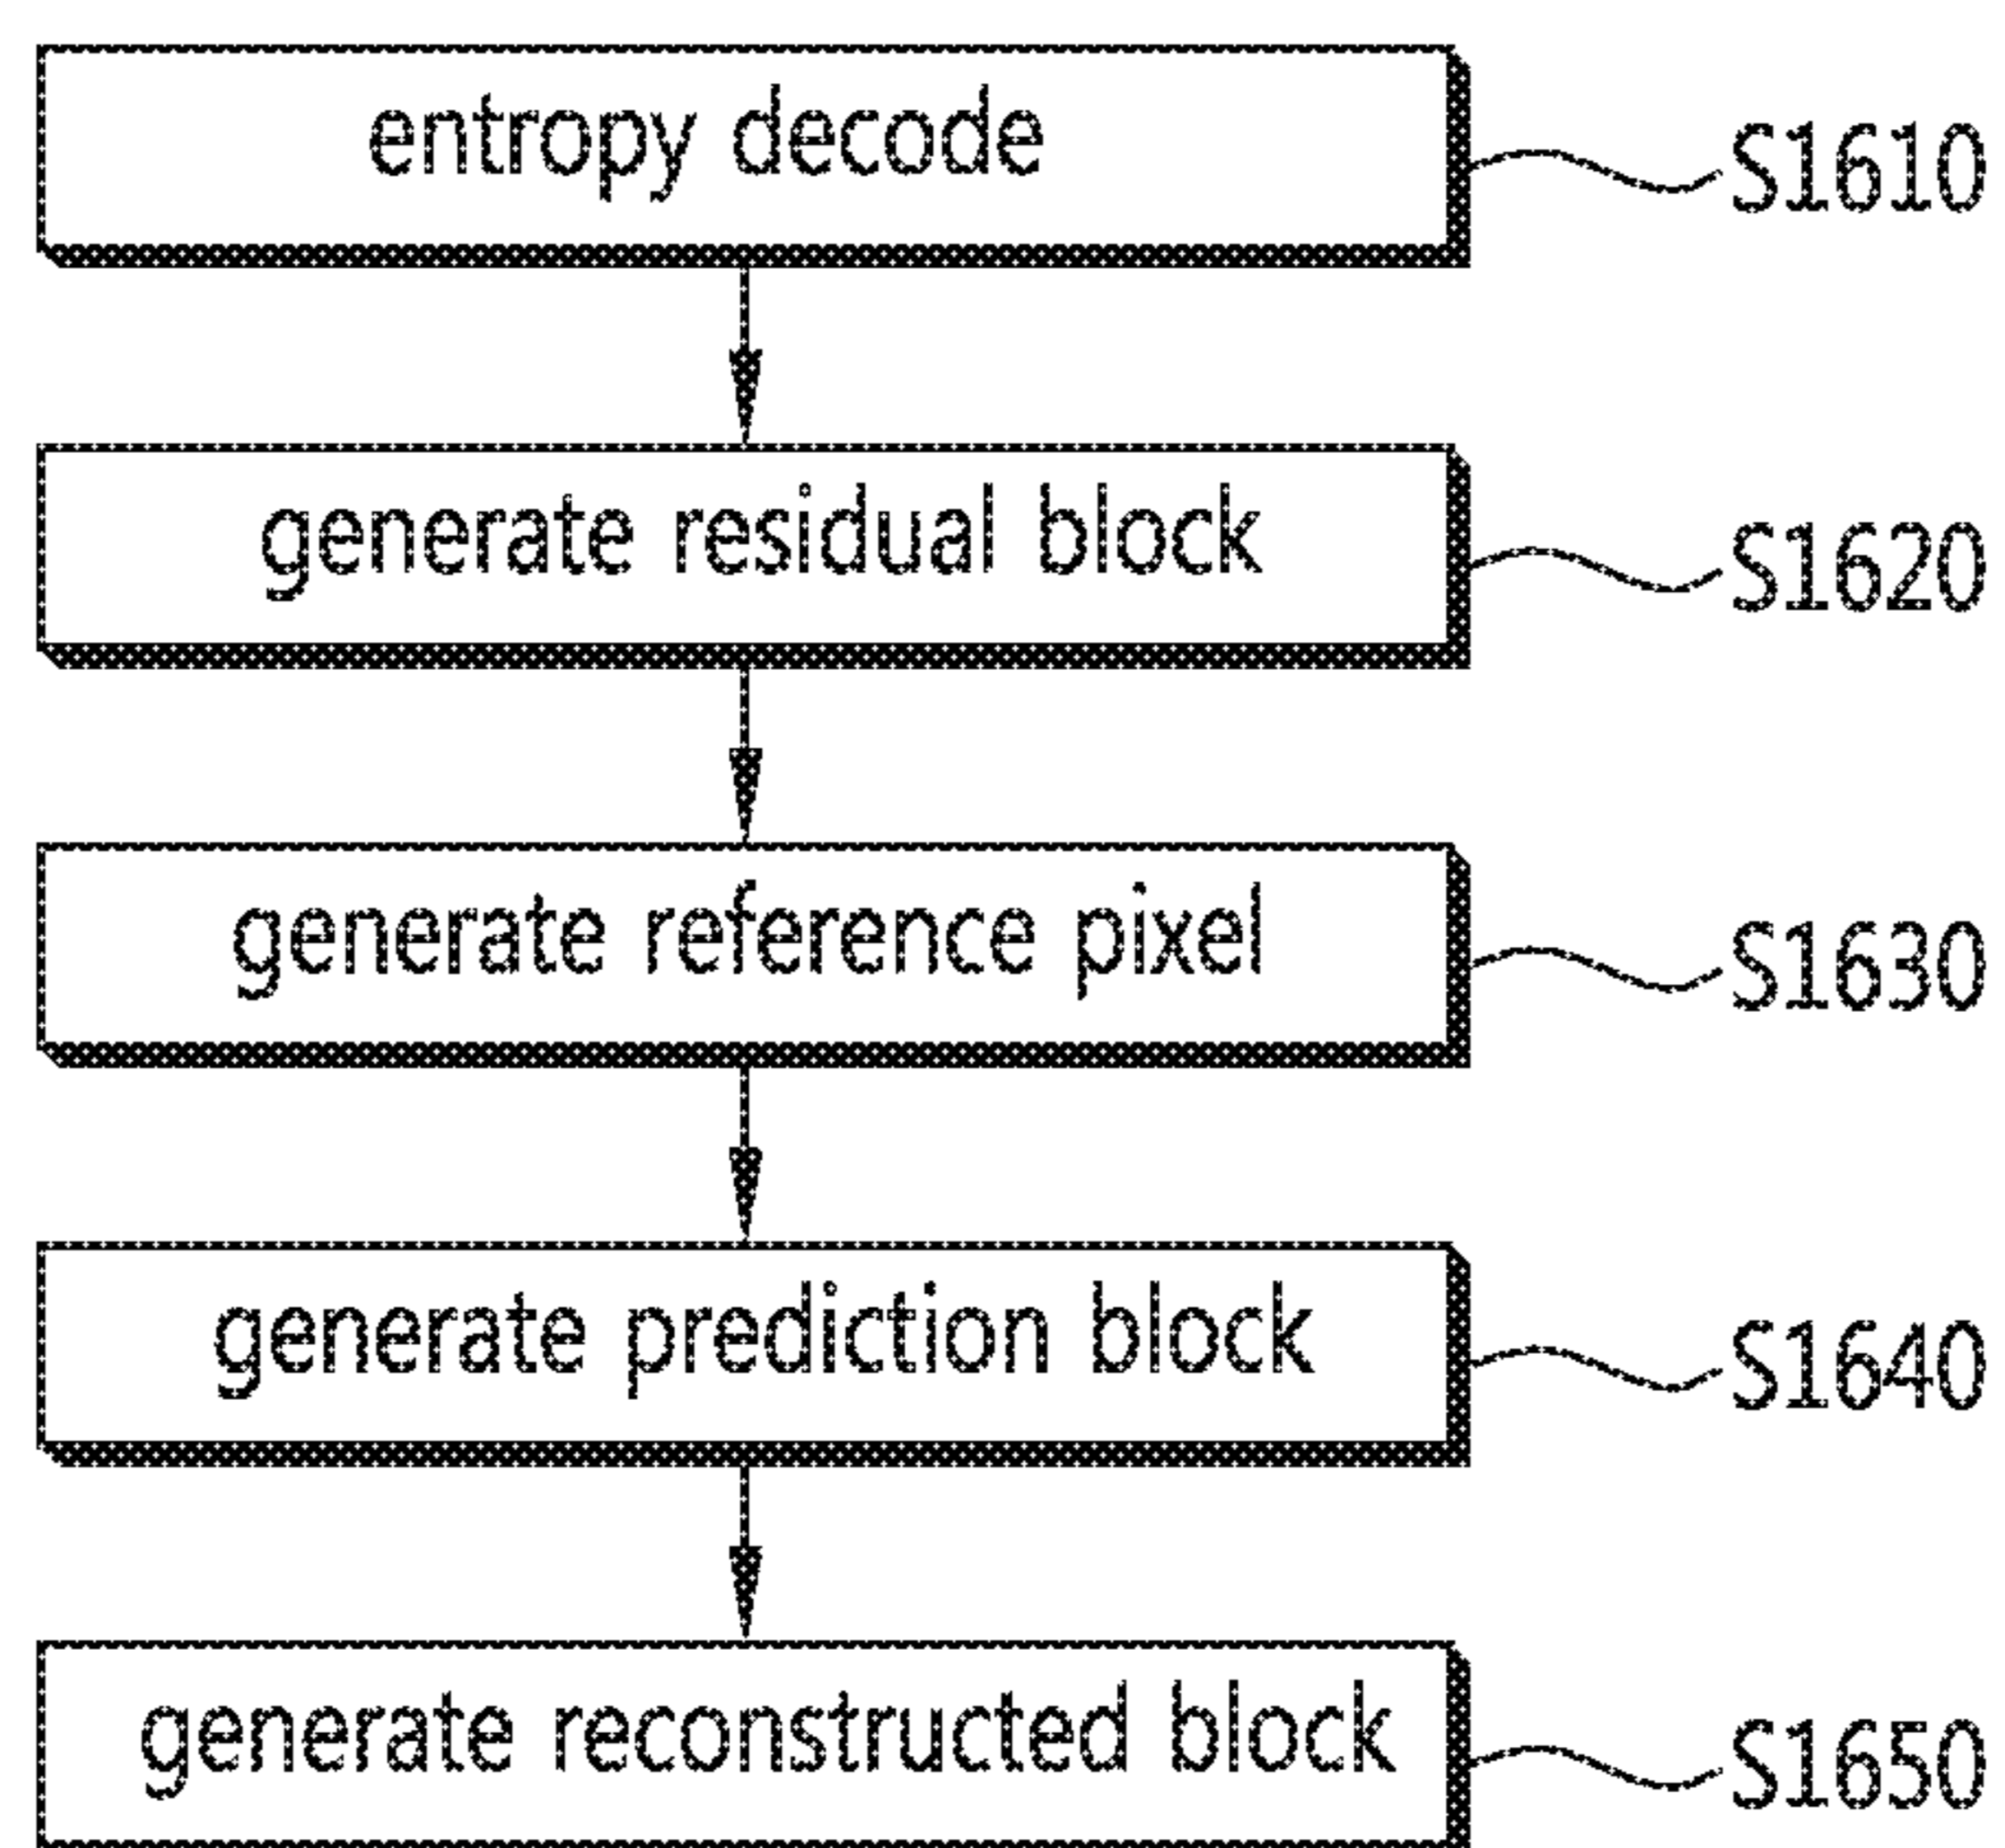 entropy decode
S1610
generate residual block
S1620
generate reference pixel
S1630
generate prediction block
S1640
generate reconstructed block
S1650